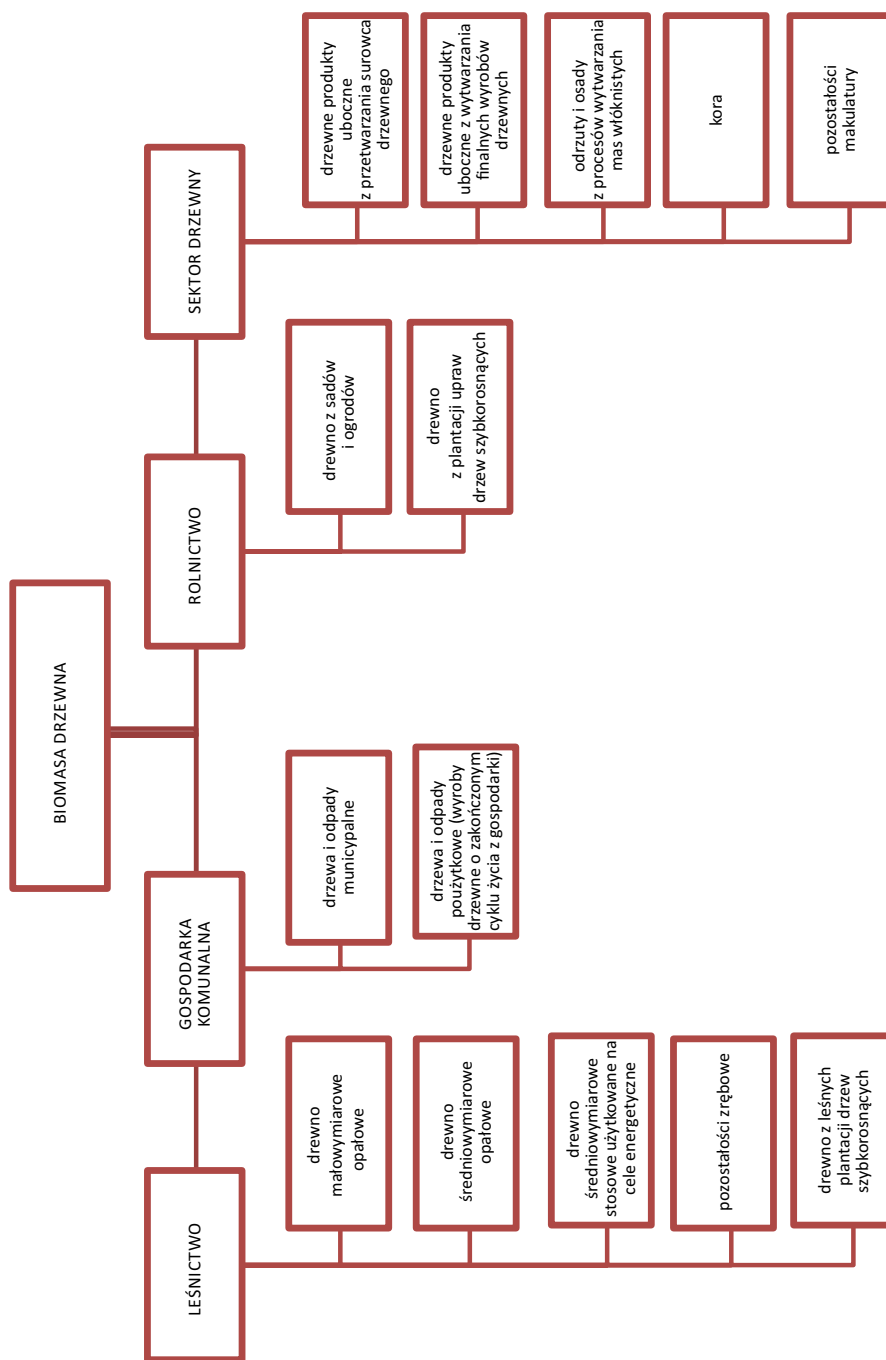 BIOMASA DRZEWNA
LEŚNICTWO
drewno
małowymiarowe
opałowe
drewno
średniowymiarowe
opałowe
drewno
średniowymiarowe
stosowe użytkowane na
cele energetyczne
pozostałości zrębowe
drewno z leśnych
plantacji drzew
szybkorosnących
GOSPODARKA
KOMUNALNA
drzewa i odpady
municypalne
drzewa i odpady
poużytkowe (wyroby
drzewne o zakończonym
cyklu życia z gospodarki)
ROLNICTWO
drewno z sadów
i ogrodów
drewno
z plantacji upraw
drzew szybkorosnących
SEKTOR DRZEWNY
drzewne produkty
uboczne
z przetwarzania surowca
drzewnego
drzewne produkty
uboczne z wytwarzania
finalnych wyrobów
drzewnych
odrzuty i osady
z procesów wytwarzania
mas włóknistych
kora
pozostałości
makulatury